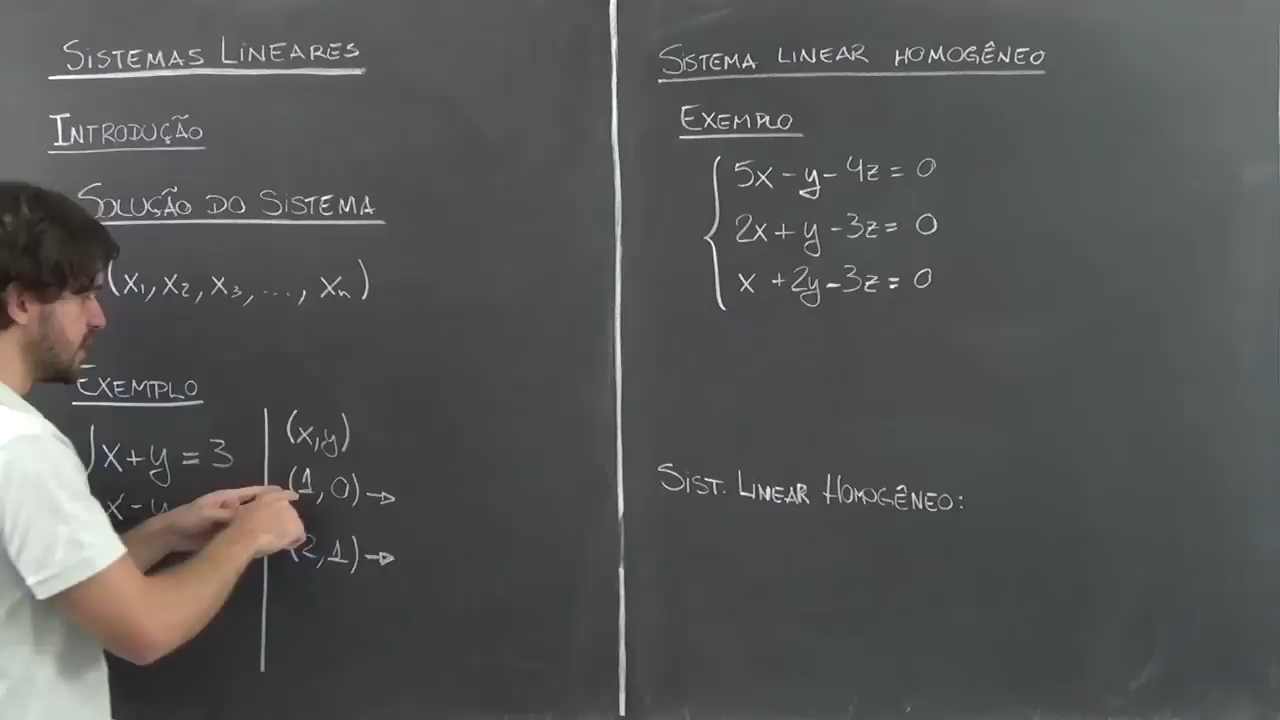 SISTEMAS LINEARES
INTRODUÇÃO
SOLUÇÃO DO SISTEMA
(x₁, x₂, x₃, ..., xₙ)
EXEMPLO
x + y = 3
x - y
(x, y)
(1, 0) →
(2, 1) →
SISTEMA LINEAR HOMOGÊNEO
EXEMPLO
5x - y - 4z = 0
2x + y - 3z = 0
x + 2y - 3z = 0
SIST. LINEAR HOMOGÊNEO: